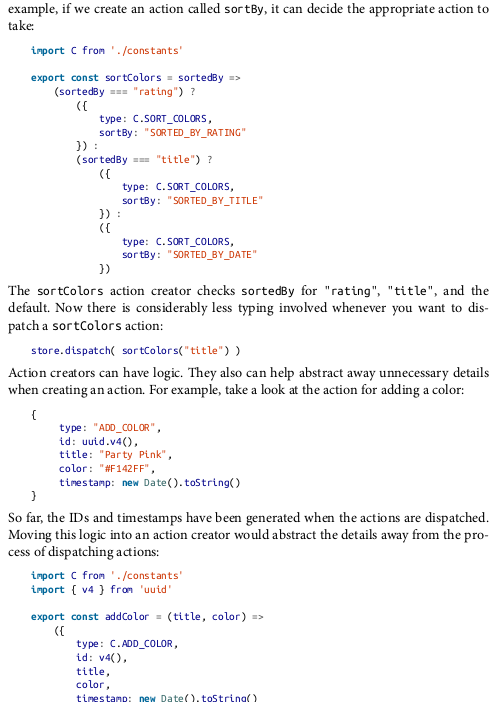 example, if we create an action called sortBy, it can decide the appropriate action to
take:
import C from './constants'
export const sortColors = sortedBy =>
(sortedBy === "rating") ?
({
type: C.SORT_COLORS,
sortBy: "SORTED_BY_RATING"
}) :
(sortedBy === "title") ?
({
type: C.SORT_COLORS,
sortBy: "SORTED_BY_TITLE"
}) :
({
type: C.SORT_COLORS,
sortBy: "SORTED_BY_DATE"
})
The sortColors action creator checks sortedBy for "rating", "title", and the
default. Now there is considerably less typing involved whenever you want to dis-
patch a sortColors action:
store.dispatch( sortColors("title") )
Action creators can have logic. They also can help abstract away unnecessary details
when creating an action. For example, take a look at the action for adding a color:
{
type: "ADD_COLOR",
id: uuid.v4(),
title: "Party Pink",
color: "#F142FF",
timestamp: new Date().toString()
}
So far, the IDs and timestamps have been generated when the actions are dispatched.
Moving this logic into an action creator would abstract the details away from the pro-
cess of dispatching actions:
import C from './constants'
import { v4 } from 'uuid'
export const addColor = (title, color) =>
({
type: C.ADD_COLOR,
id: v4(),
title,
color,
timestamp: new Date().toString()